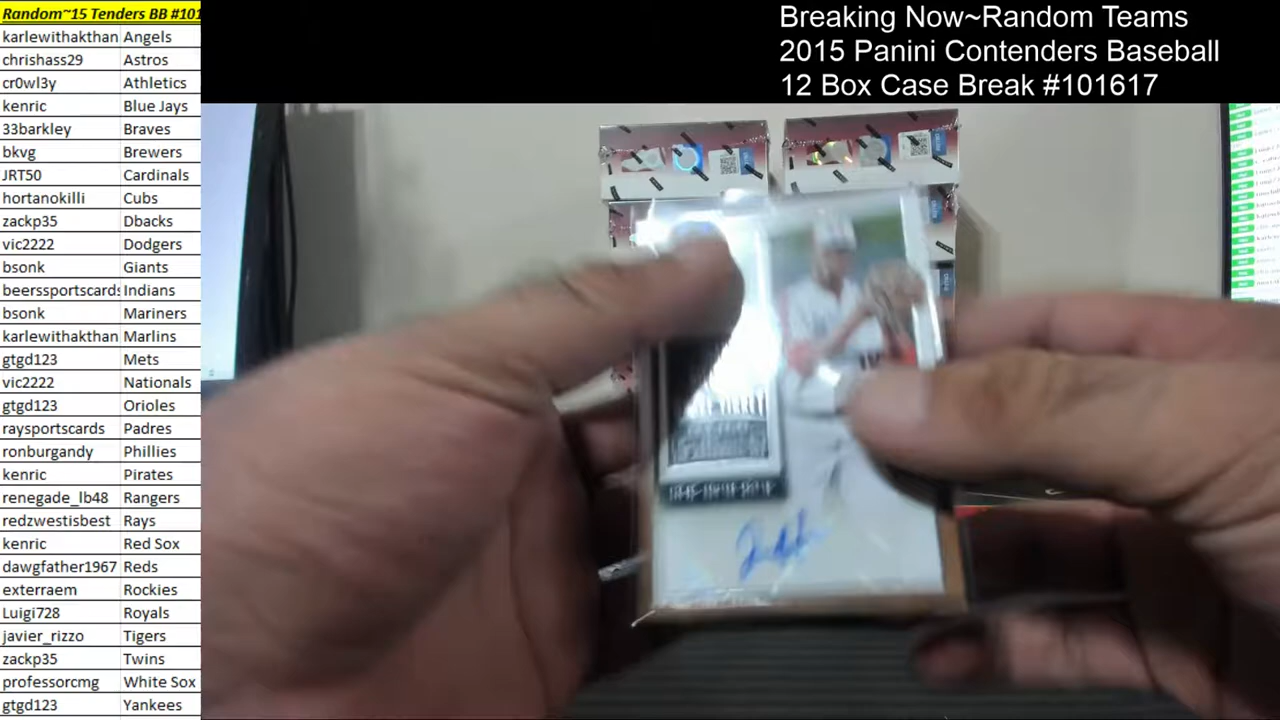 Random~15 Tenders BB #101
karlewithakthan Angels
chrishass29 Astros
cr0wl3y Athletics
kenric Blue Jays
33barkley Braves
bkvg Brewers
JRT50 Cardinals
hortanokilli Cubs
zackp35 Dbacks
vic2222 Dodgers
bsonk Giants
beerssportscards Indians
bsonk Mariners
karlewithakthan Marlins
gtgd123 Mets
vic2222 Nationals
gtgd123 Orioles
raysportscards Padres
ronburgandy Phillies
kenric Pirates
renegade_lb48 Rangers
redzwestisbest Rays
kenric Red Sox
dawgfather1967 Reds
exterraem Rockies
Luigi728 Royals
javier_rizzo Tigers
zackp35 Twins
professorcmg White Sox
gtgd123 Yankees
Breaking Now~Random Teams
2015 Panini Contenders Baseball
12 Box Case Break #101617